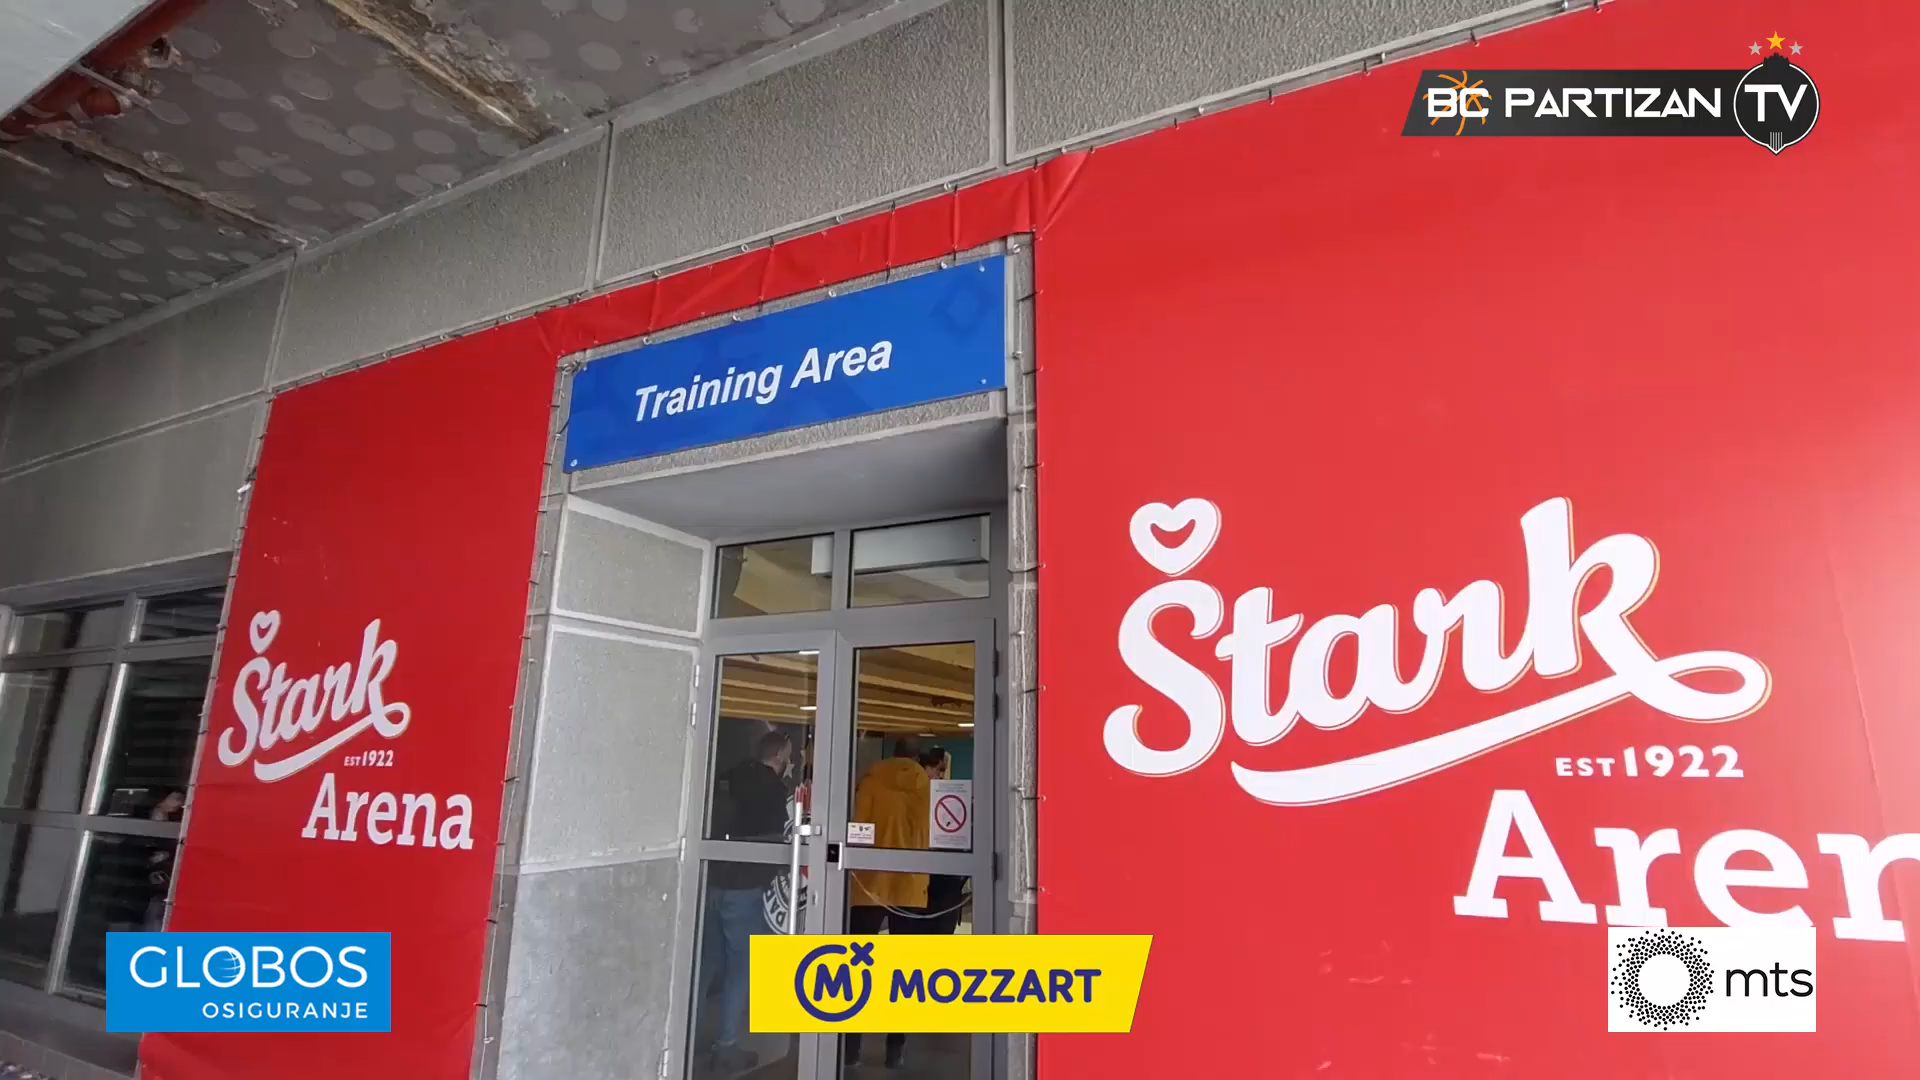 BC PARTIZAN TV
Training Area
Štark
EST 1922
Arena
Štark
EST 1922
Aren
GLOBOS
OSIGURANJE
MOZZART
mts